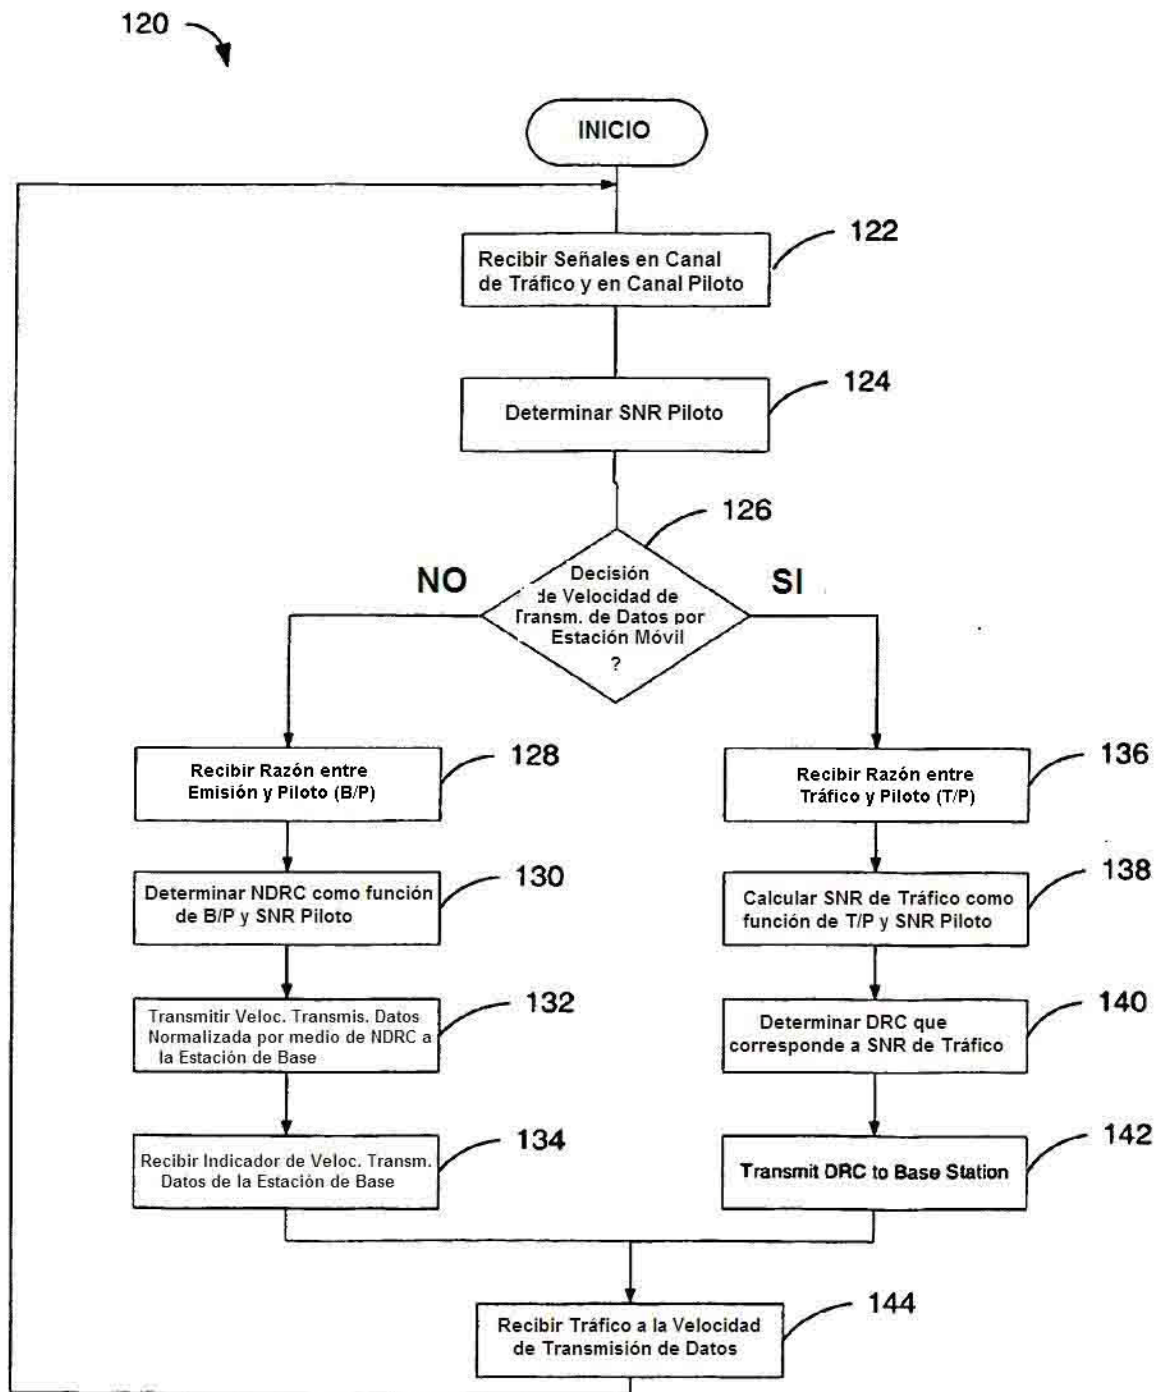 120
INICIO
122
Recibir Señales en Canal
de Tráfico y en Canal Piloto
124
Determinar SNR Piloto
126
Decisión
de Velocidad de
Transm. de Datos por
Estación Móvil
?
NO
SI
128
Recibir Razón entre
Emisión y Piloto (B/P)
136
Recibir Razón entre
Tráfico y Piloto (T/P)
130
Determinar NDRC como función
de B/P y SNR Piloto
138
Calcular SNR de Tráfico como
función de T/P y SNR Piloto
132
Transmitir Veloc. Transmis. Datos
Normalizada por medio de NDRC a
la Estación de Base
140
Determinar DRC que
corresponde a SNR de Tráfico
134
Recibir Indicador de Veloc. Transm.
Datos de la Estación de Base
142
Transmit DRC to Base Station
144
Recibir Tráfico a la Velocidad
de Transmisión de Datos